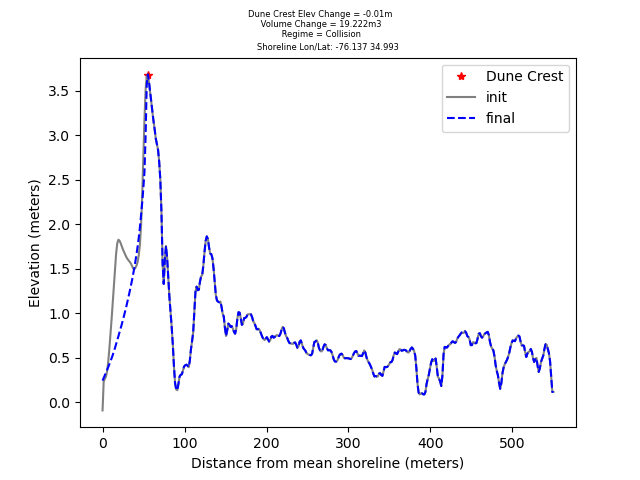 Dune Crest Elev Change = -0.01m
Volume Change = 19.222m3
Regime = Collision
Shoreline Lon/Lat: -76.137 34.993
Dune Crest
init
final
3.5
3.0
2.5
2.0
1.5
1.0
0.5
0.0
Elevation (meters)
0 100 200 300 400 500
Distance from mean shoreline (meters)